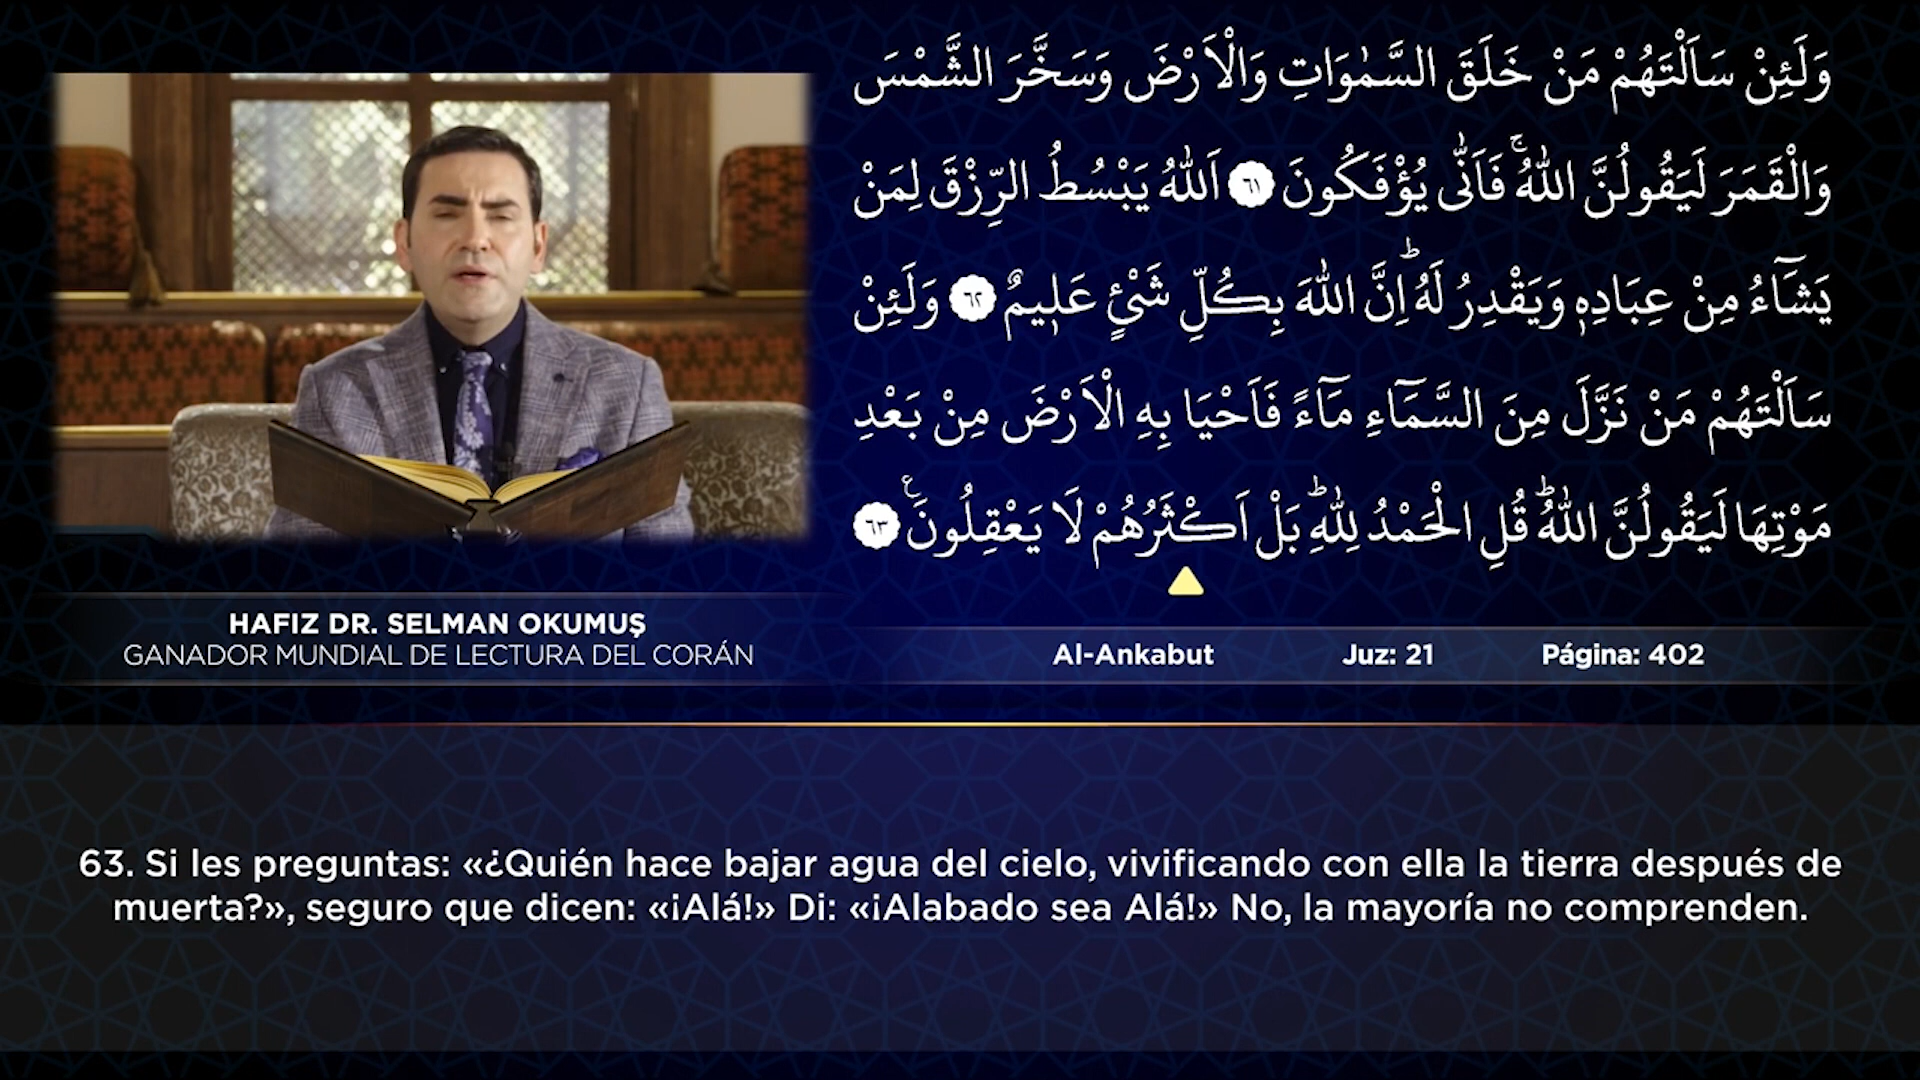 وَلَئِنْ سَاَلْتَهُمْ مَنْ خَلَقَ السَّمٰوَاتِ وَالْاَرْضَ وَسَخَّرَ الشَّمْسَ
وَالْقَمَرَ لَيَقُولُنَّ اللّٰهُۚ فَاَنّٰى يُؤْفَكُونَ ٦١ اَللّٰهُ يَبْسُطُ الرِّزْقَ لِمَنْ
يَشَٓاءُ مِنْ عِبَادِه۪ وَيَقْدِرُ لَهُۜ اِنَّ اللّٰهَ بِكُلِّ شَيْءٍ عَل۪يمٌ ٦٢ وَلَئِنْ
سَاَلْتَهُمْ مَنْ نَزَّلَ مِنَ السَّمَٓاءِ مَٓاءً فَاَحْيَا بِهِ الْاَرْضَ مِنْ بَعْدِ
مَوْتِهَا لَيَقُولُنَّ اللّٰهُۜ قُلِ الْحَمْدُ لِلّٰهِۜ بَلْ اَكْثَرُهُمْ لَا يَعْقِلُونَ۟ ٦٣
HAFIZ DR. SELMAN OKUMUŞ
GANADOR MUNDIAL DE LECTURA DEL CORÁN
Al-Ankabut Juz: 21 Página: 402
63. Si les preguntas: «¿Quién hace bajar agua del cielo, vivificando con ella la tierra después de
muerta?», seguro que dicen: «¡Alá!» Di: «¡Alabado sea Alá!» No, la mayoría no comprenden.